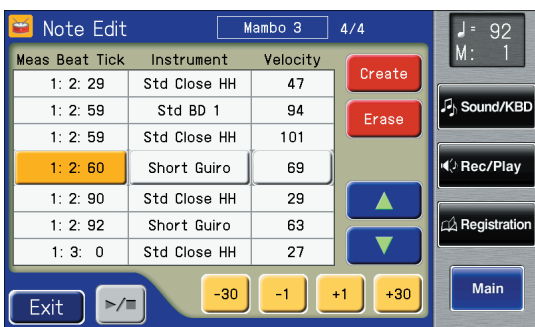 Note Edit Mambo 3 4/4
Meas Beat Tick Instrument Velocity
1: 2: 29 Std Close HH 47
1: 2: 59 Std BD 1 94
1: 2: 59 Std Close HH 101
1: 2: 60 Short Guiro 69
1: 2: 90 Std Close HH 29
1: 2: 92 Short Guiro 63
1: 3: 0 Std Close HH 27
Create
Erase
Exit >/■ -30 -1 +1 +30
♩= 92
M: 1
Sound/KBD
Rec/Play
Registration
Main